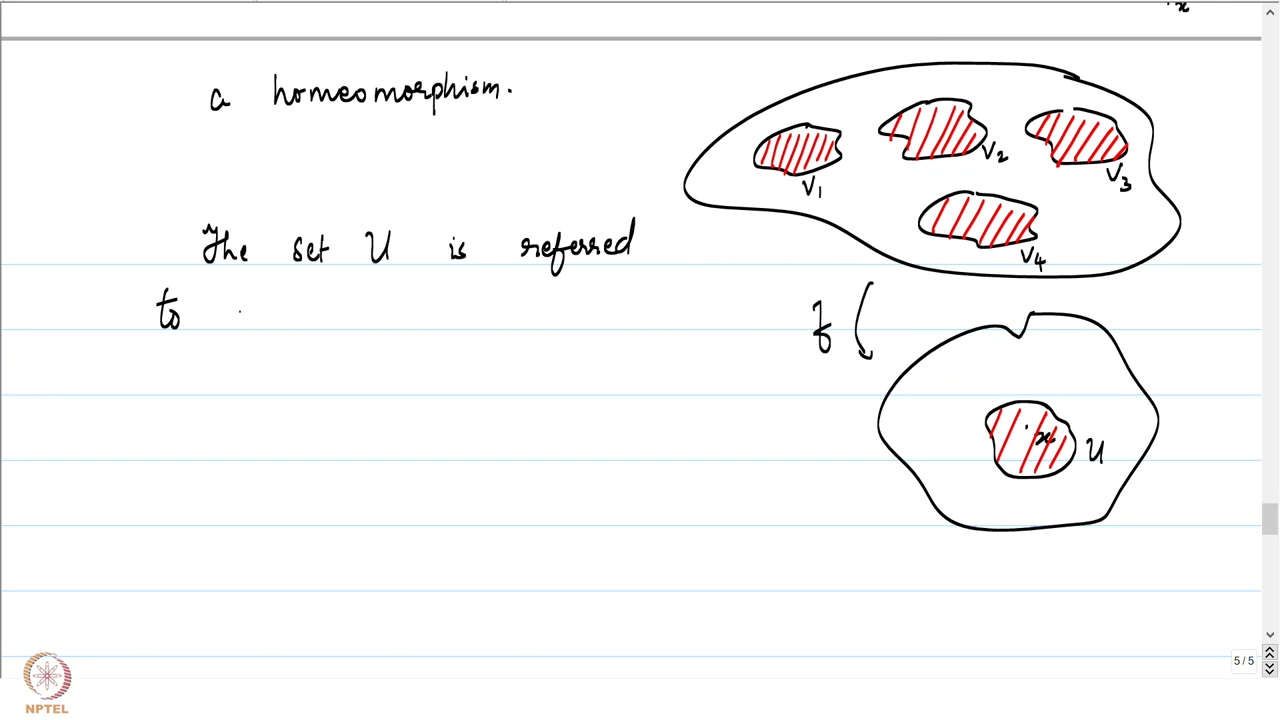 x
a homeomorphism.
V1
V2
V3
V4
The set U is referred
to
f
x
U
5 / 5
NPTEL